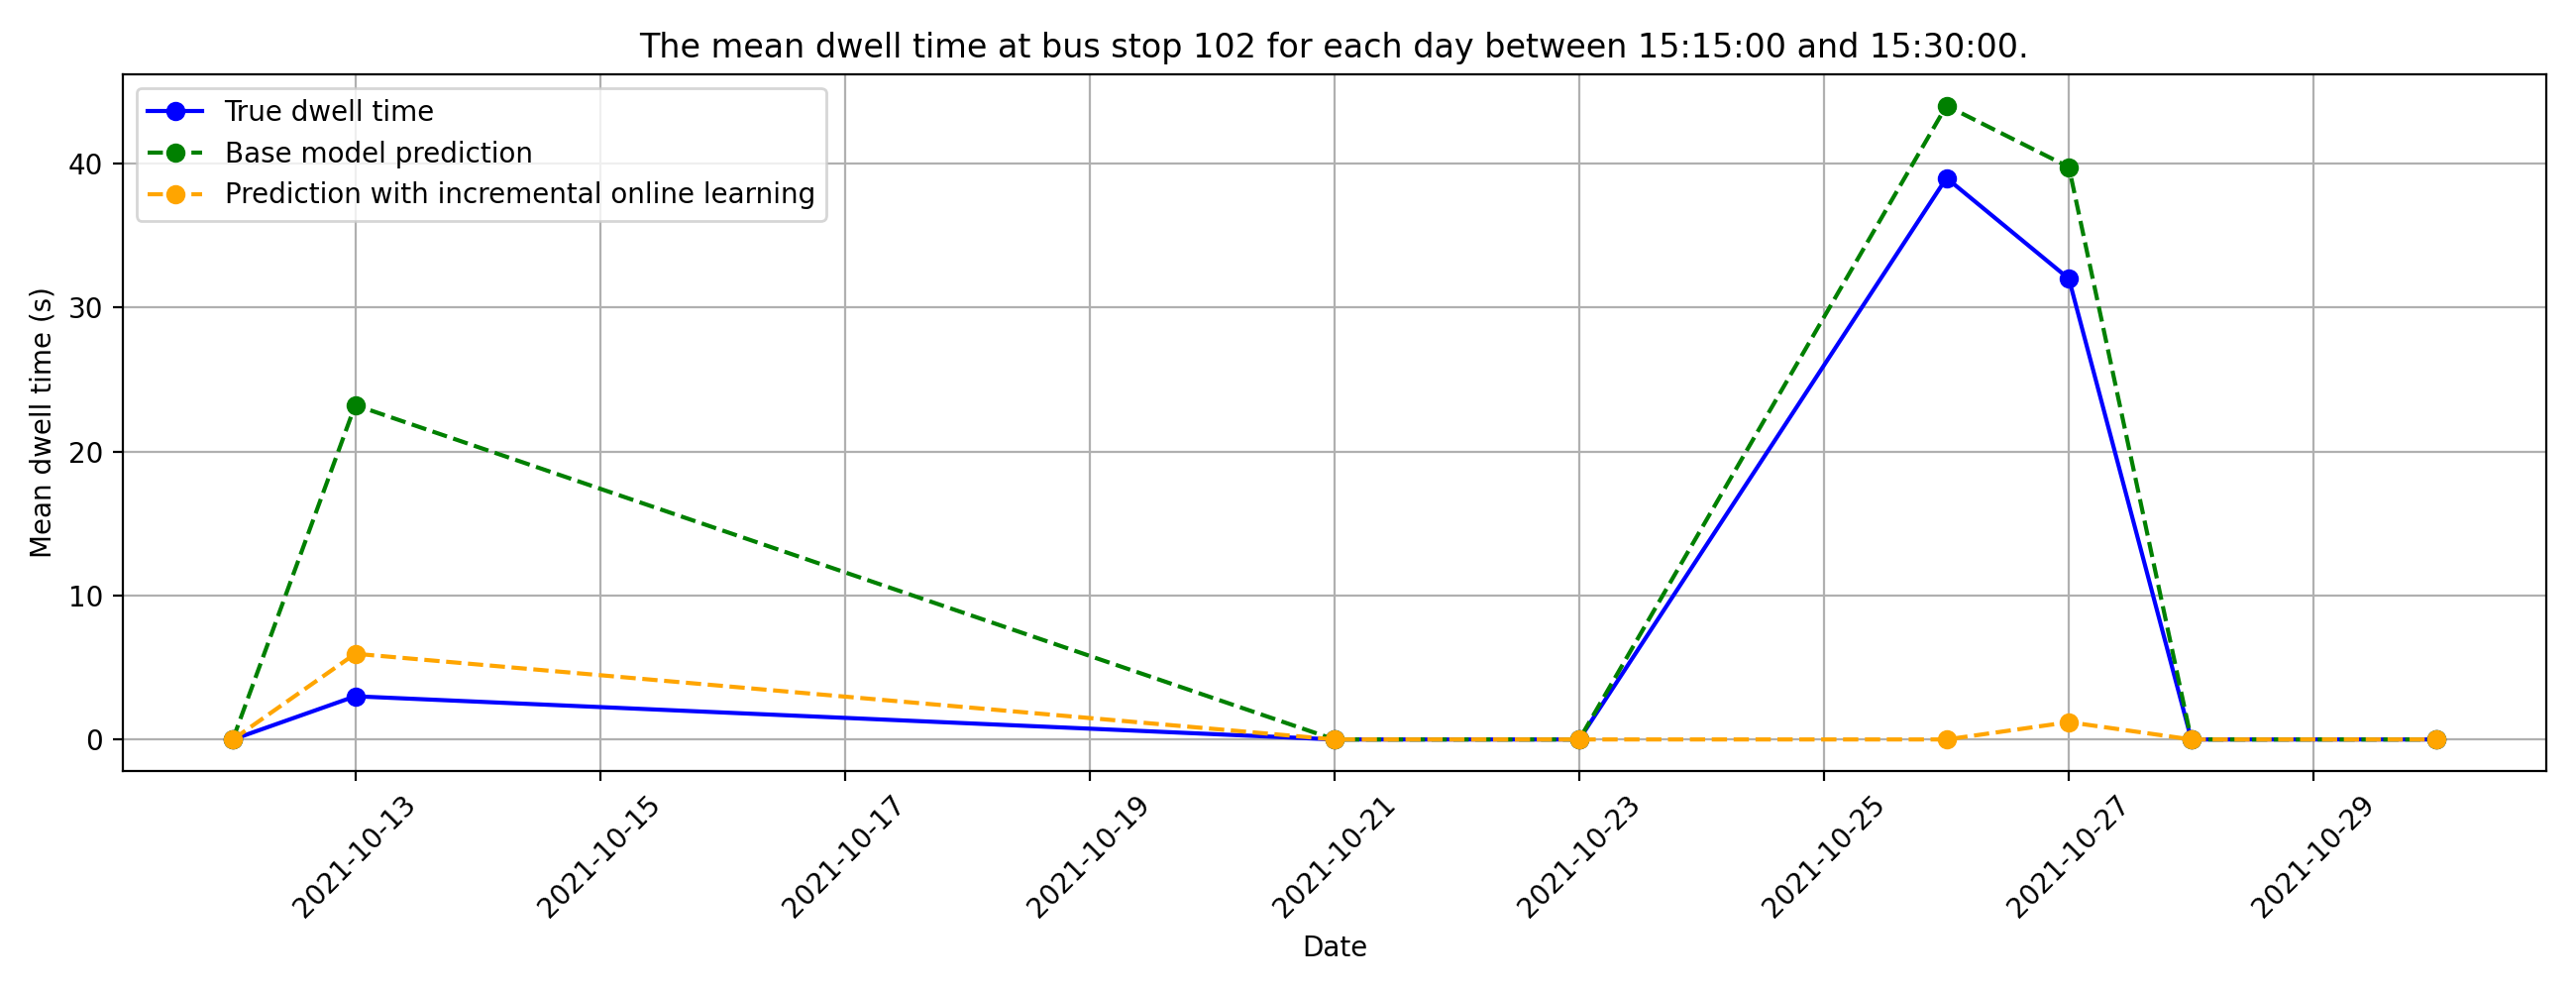 The mean dwell time at bus stop 102 for each day between 15:15:00 and 15:30:00.
True dwell time
Base model prediction
Prediction with incremental online learning
Mean dwell time (s)
40
30
20
10
0
2021-10-13
2021-10-15
2021-10-17
2021-10-19
2021-10-21
2021-10-23
2021-10-25
2021-10-27
2021-10-29
Date